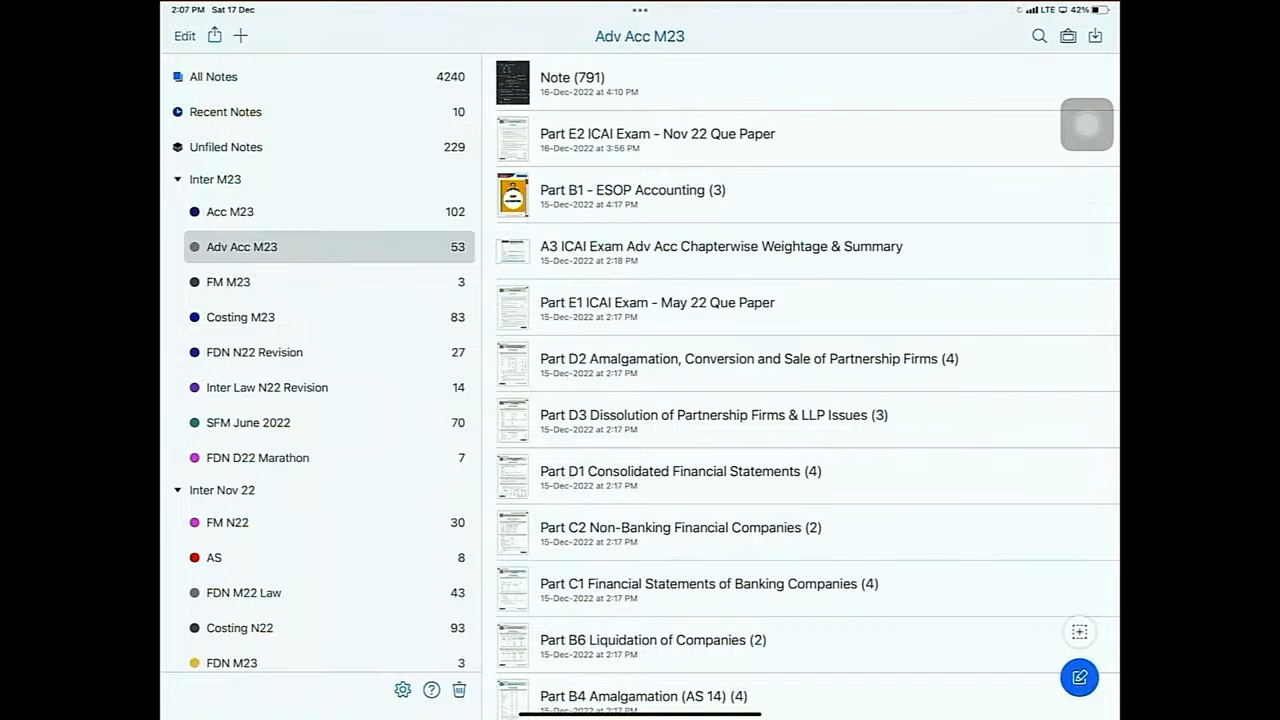 2:07 PM Sat 17 Dec
LTE 42%
Edit
Adv Acc M23
All Notes 4240
Recent Notes 10
Unfiled Notes 229
Inter M23
Acc M23 102
Adv Acc M23 53
FM M23 3
Costing M23 83
FDN N22 Revision 27
Inter Law N22 Revision 14
SFM June 2022 70
FDN D22 Marathon 7
Inter Nov 22
FM N22 30
AS 8
FDN M22 Law 43
Costing N22 93
FDN M23 3
Note (791)
16-Dec-2022 at 4:10 PM
Part E2 ICAI Exam - Nov 22 Que Paper
16-Dec-2022 at 3:56 PM
Part B1 - ESOP Accounting (3)
15-Dec-2022 at 4:17 PM
A3 ICAI Exam Adv Acc Chapterwise Weightage & Summary
15-Dec-2022 at 2:18 PM
Part E1 ICAI Exam - May 22 Que Paper
15-Dec-2022 at 2:17 PM
Part D2 Amalgamation, Conversion and Sale of Partnership Firms (4)
15-Dec-2022 at 2:17 PM
Part D3 Dissolution of Partnership Firms & LLP Issues (3)
15-Dec-2022 at 2:17 PM
Part D1 Consolidated Financial Statements (4)
15-Dec-2022 at 2:17 PM
Part C2 Non-Banking Financial Companies (2)
15-Dec-2022 at 2:17 PM
Part C1 Financial Statements of Banking Companies (4)
15-Dec-2022 at 2:17 PM
Part B6 Liquidation of Companies (2)
15-Dec-2022 at 2:17 PM
Part B4 Amalgamation (AS 14) (4)
15-Dec-2022 at 2:17 PM